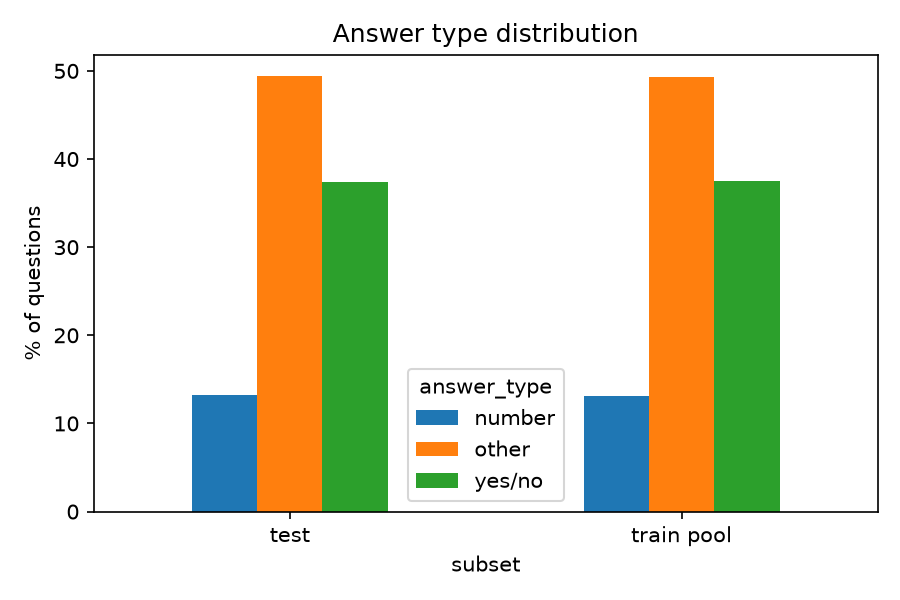 Answer type distribution
% of questions
50
40
30
20
10
0
answer_type
number
other
yes/no
test
train pool
subset